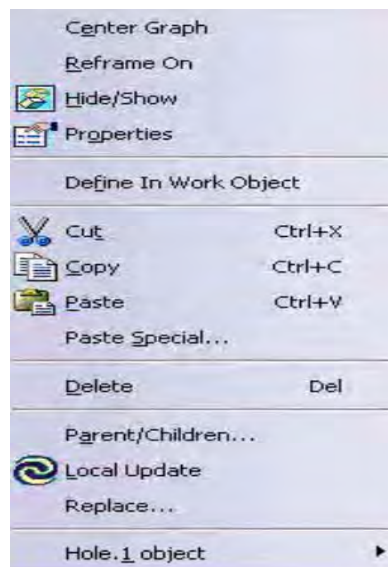 Center Graph
Reframe On
Hide/Show
Properties
Define In Work Object
Cut Ctrl+X
Copy Ctrl+C
Paste Ctrl+V
Paste Special...
Delete Del
Parent/Children...
Local Update
Replace...
Hole.1 object